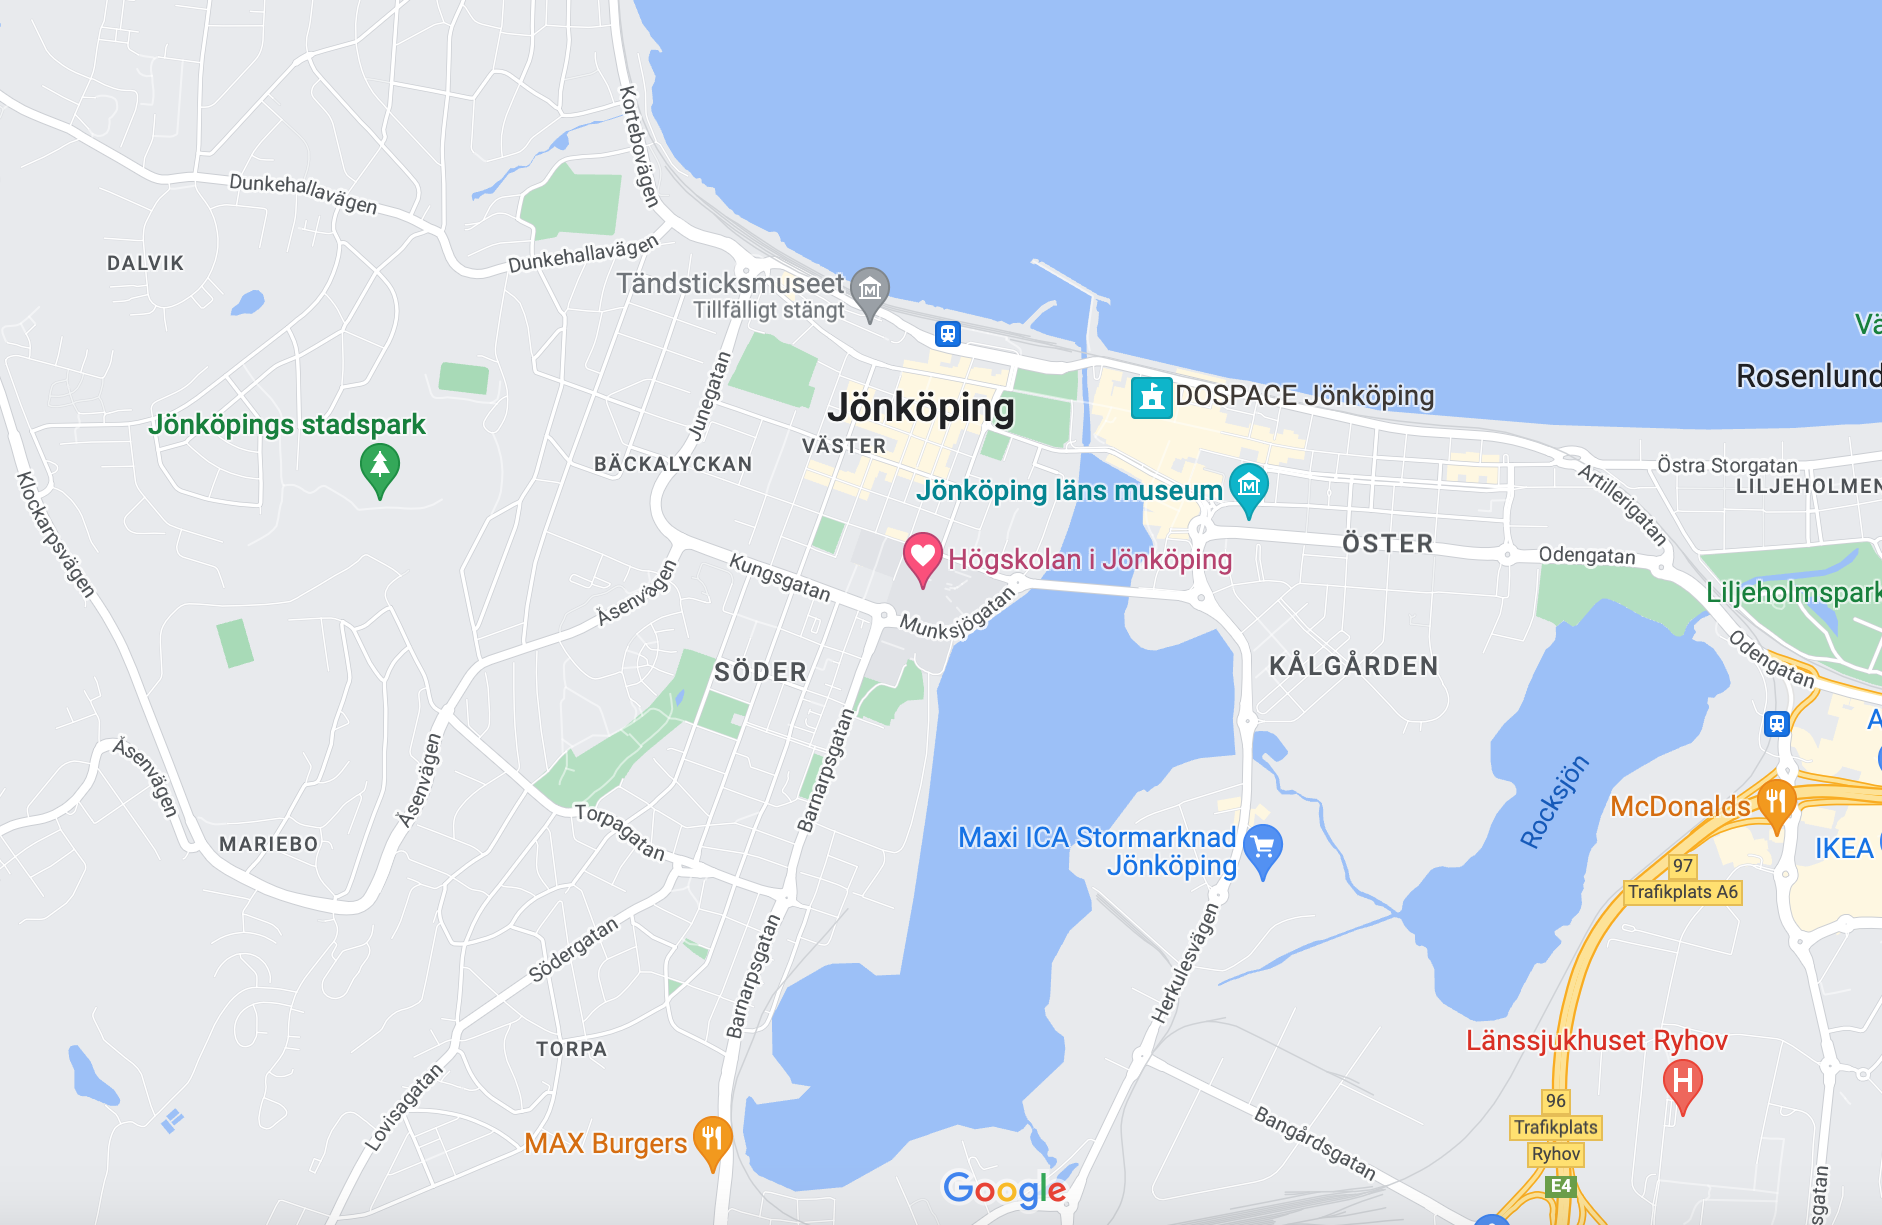 Kortebovägen
Dunkehallavägen
Dunkehallavägen
DALVIK
Tändsticksmuseet
Tillfälligt stängt
Vä
Rosenlund
Junegatan
DOSPACE Jönköping
Jönköping
Jönköpings stadspark
VÄSTER
BÄCKALYCKAN
Östra Storgatan
LILJEHOLMEN
Artillerigatan
Jönköping läns museum
Klockarpsvägen
ÖSTER
Odengatan
Högskolan i Jönköping
Kungsgatan
Åsenvägen
Munksjögatan
Liljeholmspark
Odengatan
SÖDER
KÅLGÅRDEN
A
Åsenvägen
Åsenvägen
Barnarpsgatan
Rocksjön
McDonalds
Torpagatan
MARIEBO
Maxi ICA Stormarknad
Jönköping
IKEA
97
Trafikplats A6
Södergatan
Barnarpsgatan
Herkulesvägen
TORPA
Länssjukhuset Ryhov
H
Lovisagatan
96
Trafikplats
Ryhov
E4
Bangårdsgatan
MAX Burgers
Google
sgatan